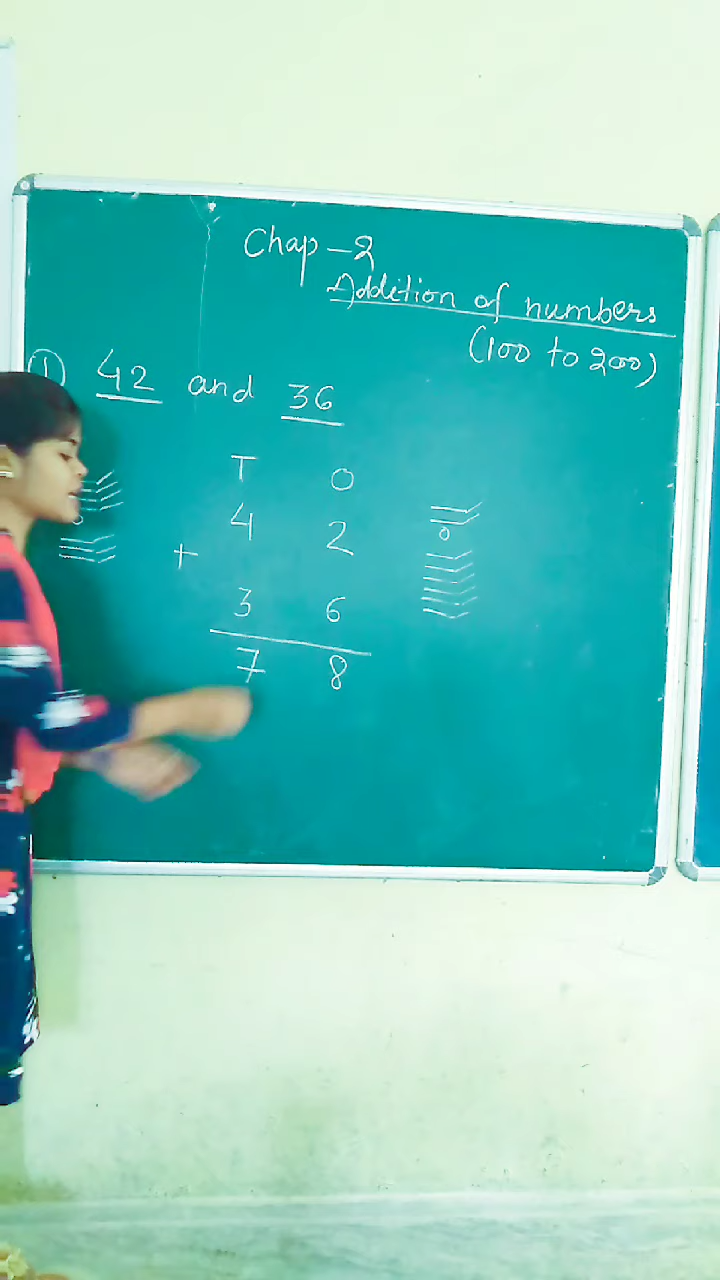 Chap-2
Addition of numbers
(100 to 200)
① 42 and 36
T O
4 2
+
3 6
7 8